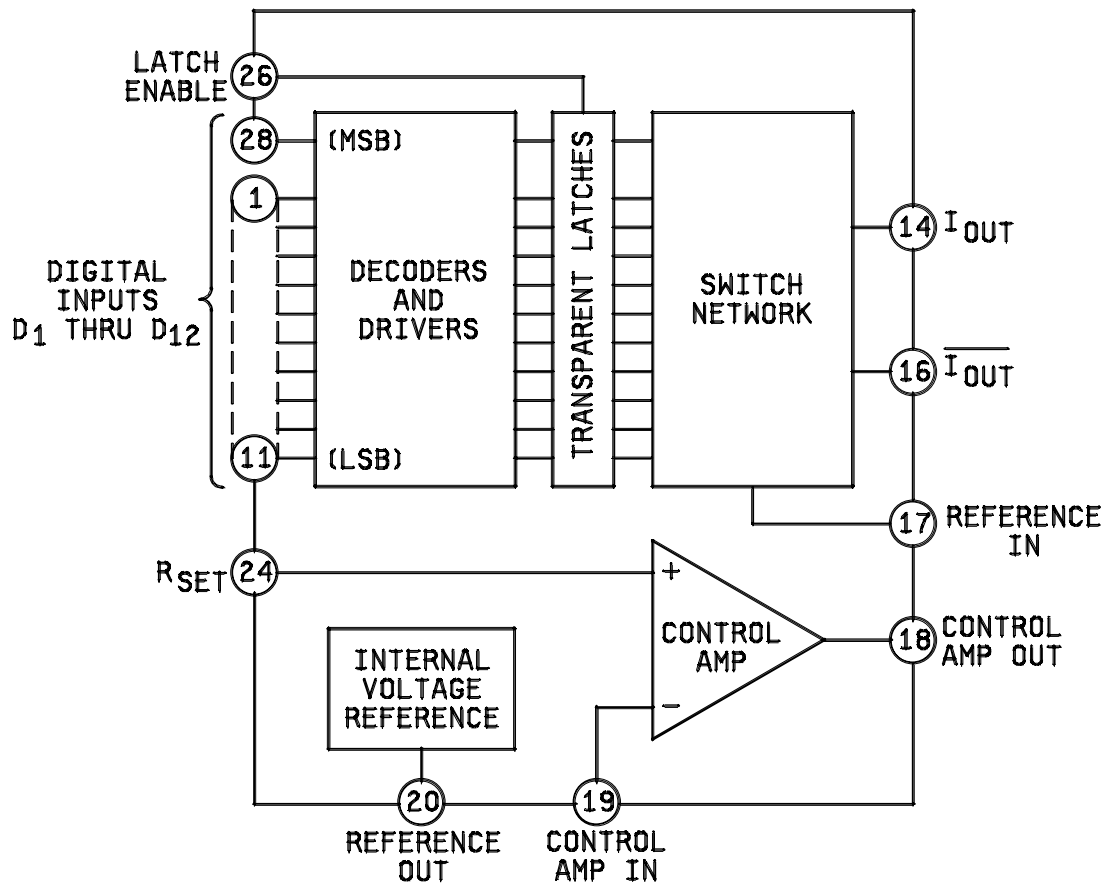 LATCH
ENABLE
26
28
(MSB)
1
DIGITAL
INPUTS
D1 THRU D12
DECODERS
AND
DRIVERS
TRANSPARENT LATCHES
SWITCH
NETWORK
14 IOUT
16 I̅O̅U̅T̅
11
(LSB)
17 REFERENCE
IN
RSET 24
+
CONTROL
AMP
−
18 CONTROL
AMP OUT
INTERNAL
VOLTAGE
REFERENCE
20
REFERENCE
OUT
19
CONTROL
AMP IN